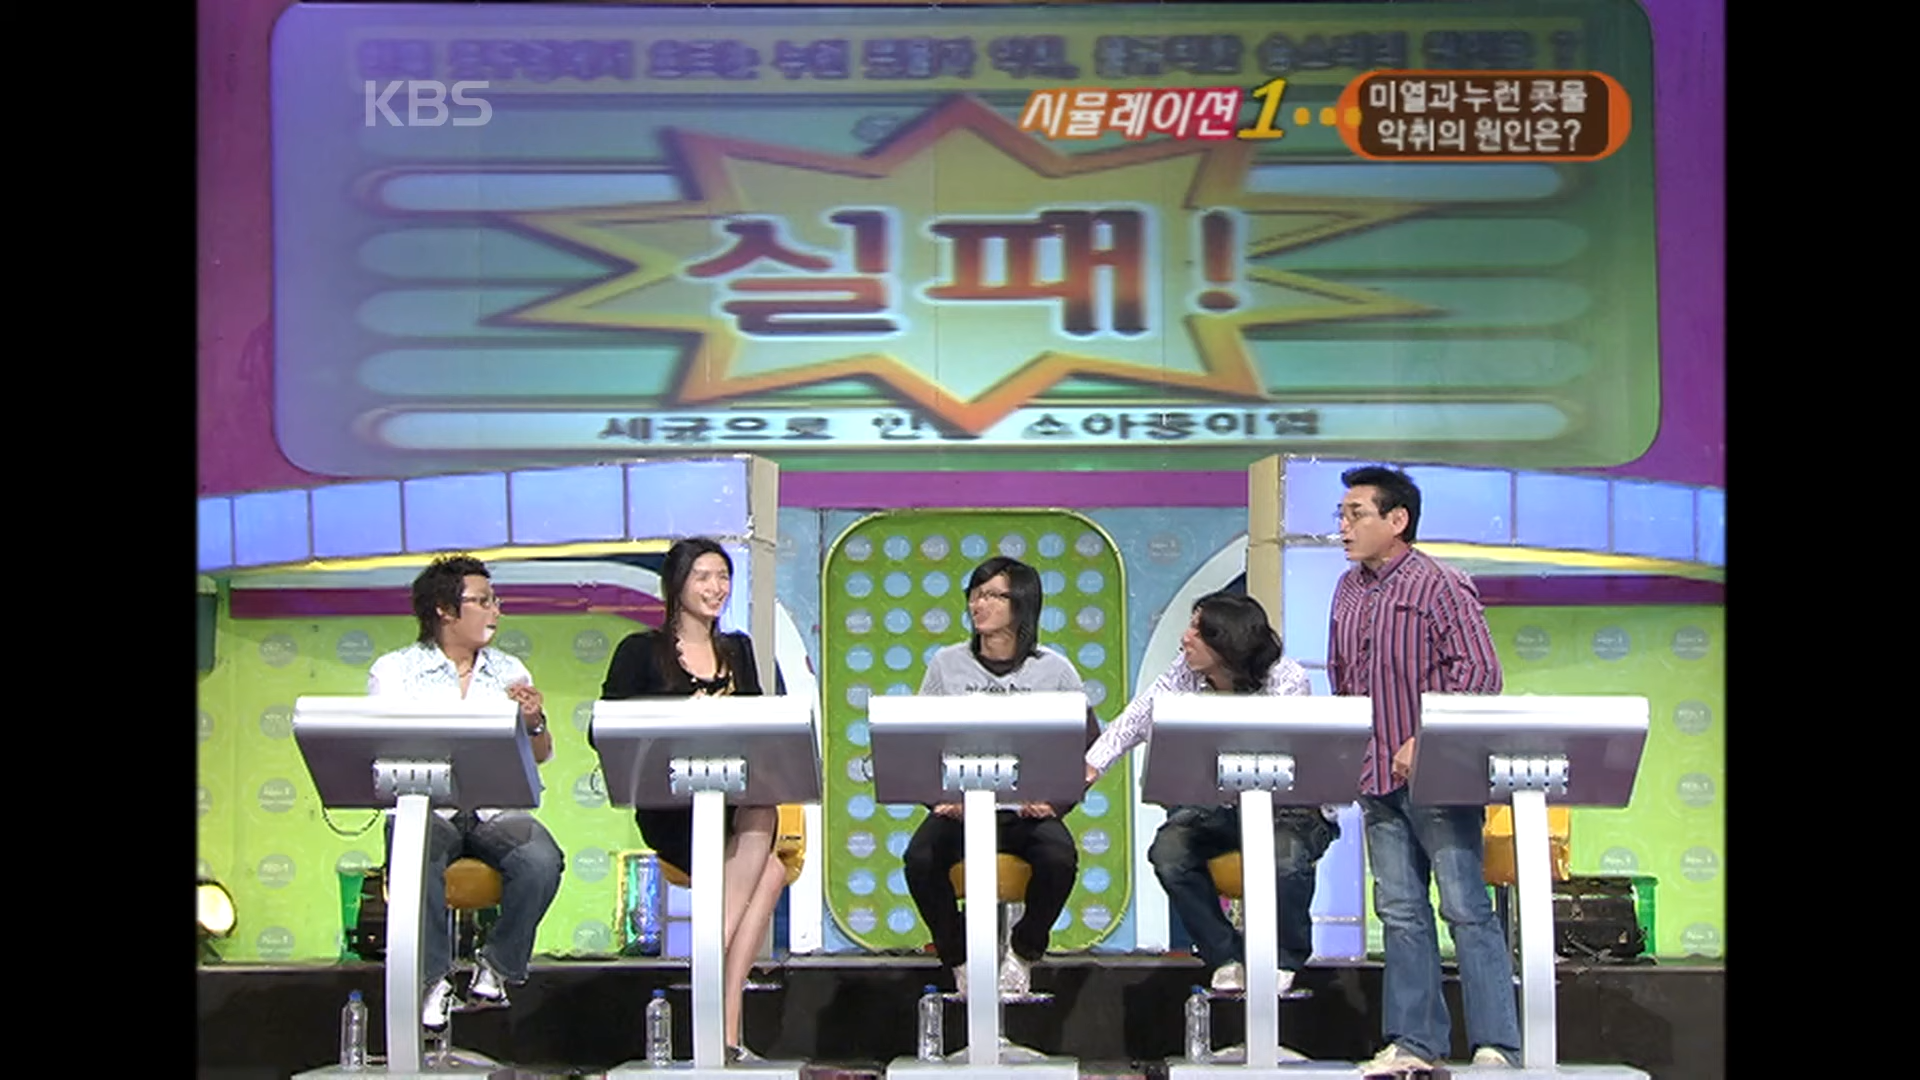 KBS
시뮬레이션 1
미열과 누런 콧물
악취의 원인은?
실패!
세균으로 인한 소아중이염